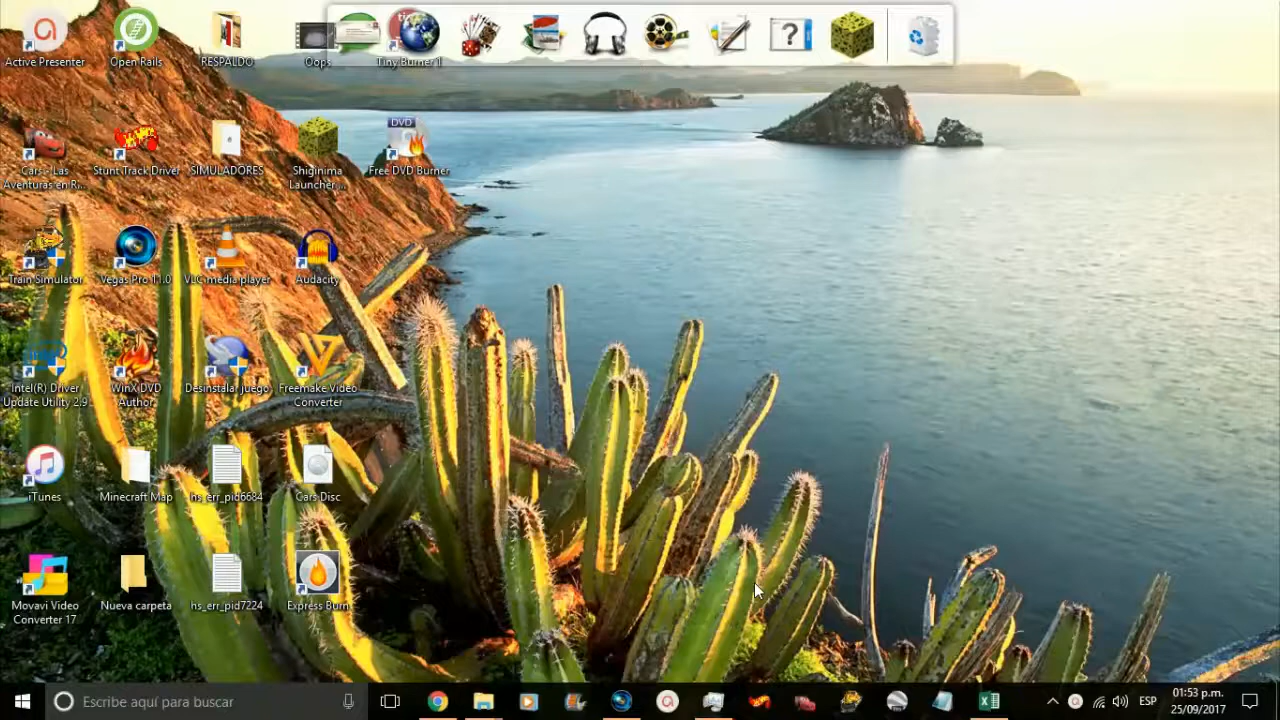 Active Presenter
Open Rails
RESPALDO
Oops
Tiny Burner 1
Cars - Las
Aventuras en R...
Stunt Track Driver
SIMULADORES
Shiginima
Launcher ...
DVD
Free DVD Burner
Train Simulator
Vegas Pro 11.0
VLC media player
Audacity
Intel(R) Driver
Update Utility 2.9
WinX DVD
Author
Desinstalar juego
Freemake Video
Converter
iTunes
Minecraft Map
hs_err_pid6684
Cars Disc
Movavi Video
Converter 17
Nueva carpeta
hs_err_pid7224
Express Burn
Escribe aquí para buscar
ESP
01:53 p.m.
25/09/2017